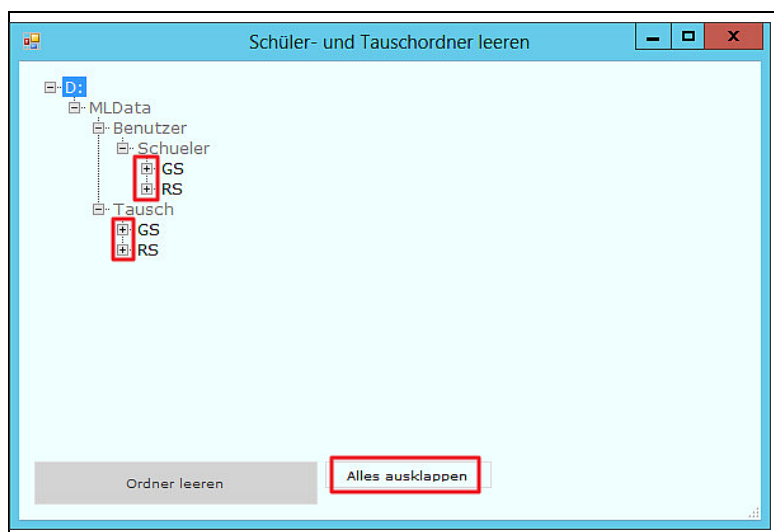 Schüler- und Tauschordner leeren
D:
MLData
Benutzer
Schueler
GS
RS
Tausch
GS
RS
Ordner leeren
Alles ausklappen